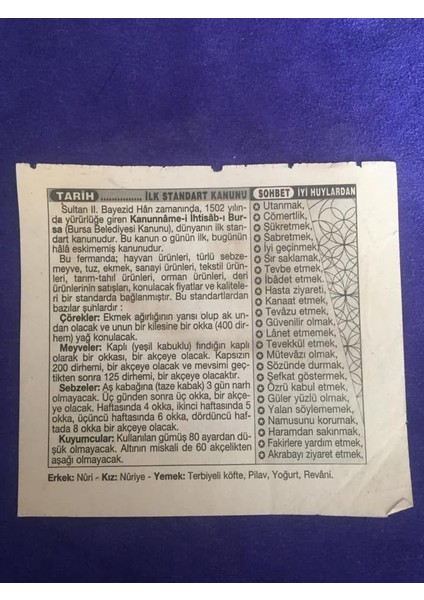 TARİH ............... İLK STANDART KANUNU
Sultan II. Bayezid Hân zamanında, 1502 yılın-
da yürürlüğe giren Kanunnâme-i İhtisâb-ı Bur-
sa (Bursa Belediyesi Kanunu), dünyanın ilk stan-
dart kanunudur. Bu kanun o günün ilk, bugünün
hâlâ eskimemiş kanunudur.
Bu fermanda; hayvan ürünleri, türlü sebze-
meyve, tuz, ekmek, sanayi ürünleri, tekstil ürün-
leri, tarım-tahıl ürünleri, orman ürünleri, deri
ürünlerinin satışları, konulacak fiyatlar ve kalitele-
ri bir standarda bağlanmıştır. Bu standartlardan
bazılar şunlardır :
Çörekler: Ekmek ağırlığının yarısı olup ak un-
dan olacak ve unun bir kilesine bir okka (400 dir-
hem) yağ konulacak.
Meyveler: Kaplı (yeşil kabuklu) fındığın kaplı
olarak bir okkası, bir akçeye olacak. Kapsızın
200 dirhemi, bir akçeye olacak ve mevsimi geç-
tikten sonra 125 dirhemi, bir akçeye olacaktır.
Sebzeler: Aş kabağına (taze kabak) 3 gün narh
olmayacak. Üç günden sonra üç okka, bir akçe-
ye olacak. Haftasında 4 okka, ikinci haftasında 5
okka, üçüncü haftasında 6 okka, dördüncü haf-
tada 8 okka bir akçeye olacak.
Kuyumcular: Kullanılan gümüş 80 ayardan dü-
şük olmayacak. Altının miskali de 60 akçelikten
aşağı olmayacak.
SOHBET İYİ HUYLARDAN
Utanmak,
Cömertlik,
Şükretmek,
Sabretmek,
İyi geçinmek,
Sır saklamak,
Tevbe etmek,
İbâdet etmek,
Hasta ziyareti,
Kanaat etmek,
Tevâzu etmek,
Güvenilir olmak,
Lânet etmemek,
Tevekkül etmek,
Mütevâzı olmak,
Sözünde durmak,
Şefkat göstermek,
Özrü kabul etmek,
Güler yüzlü olmak,
Yalan söylememek,
Namusunu korumak,
Haramdan sakınmak,
Fakirlere yardım etmek,
Akrabayı ziyaret etmek,
Erkek: Nûri - Kız: Nûriye - Yemek: Terbiyeli köfte, Pilav, Yoğurt, Revâni.